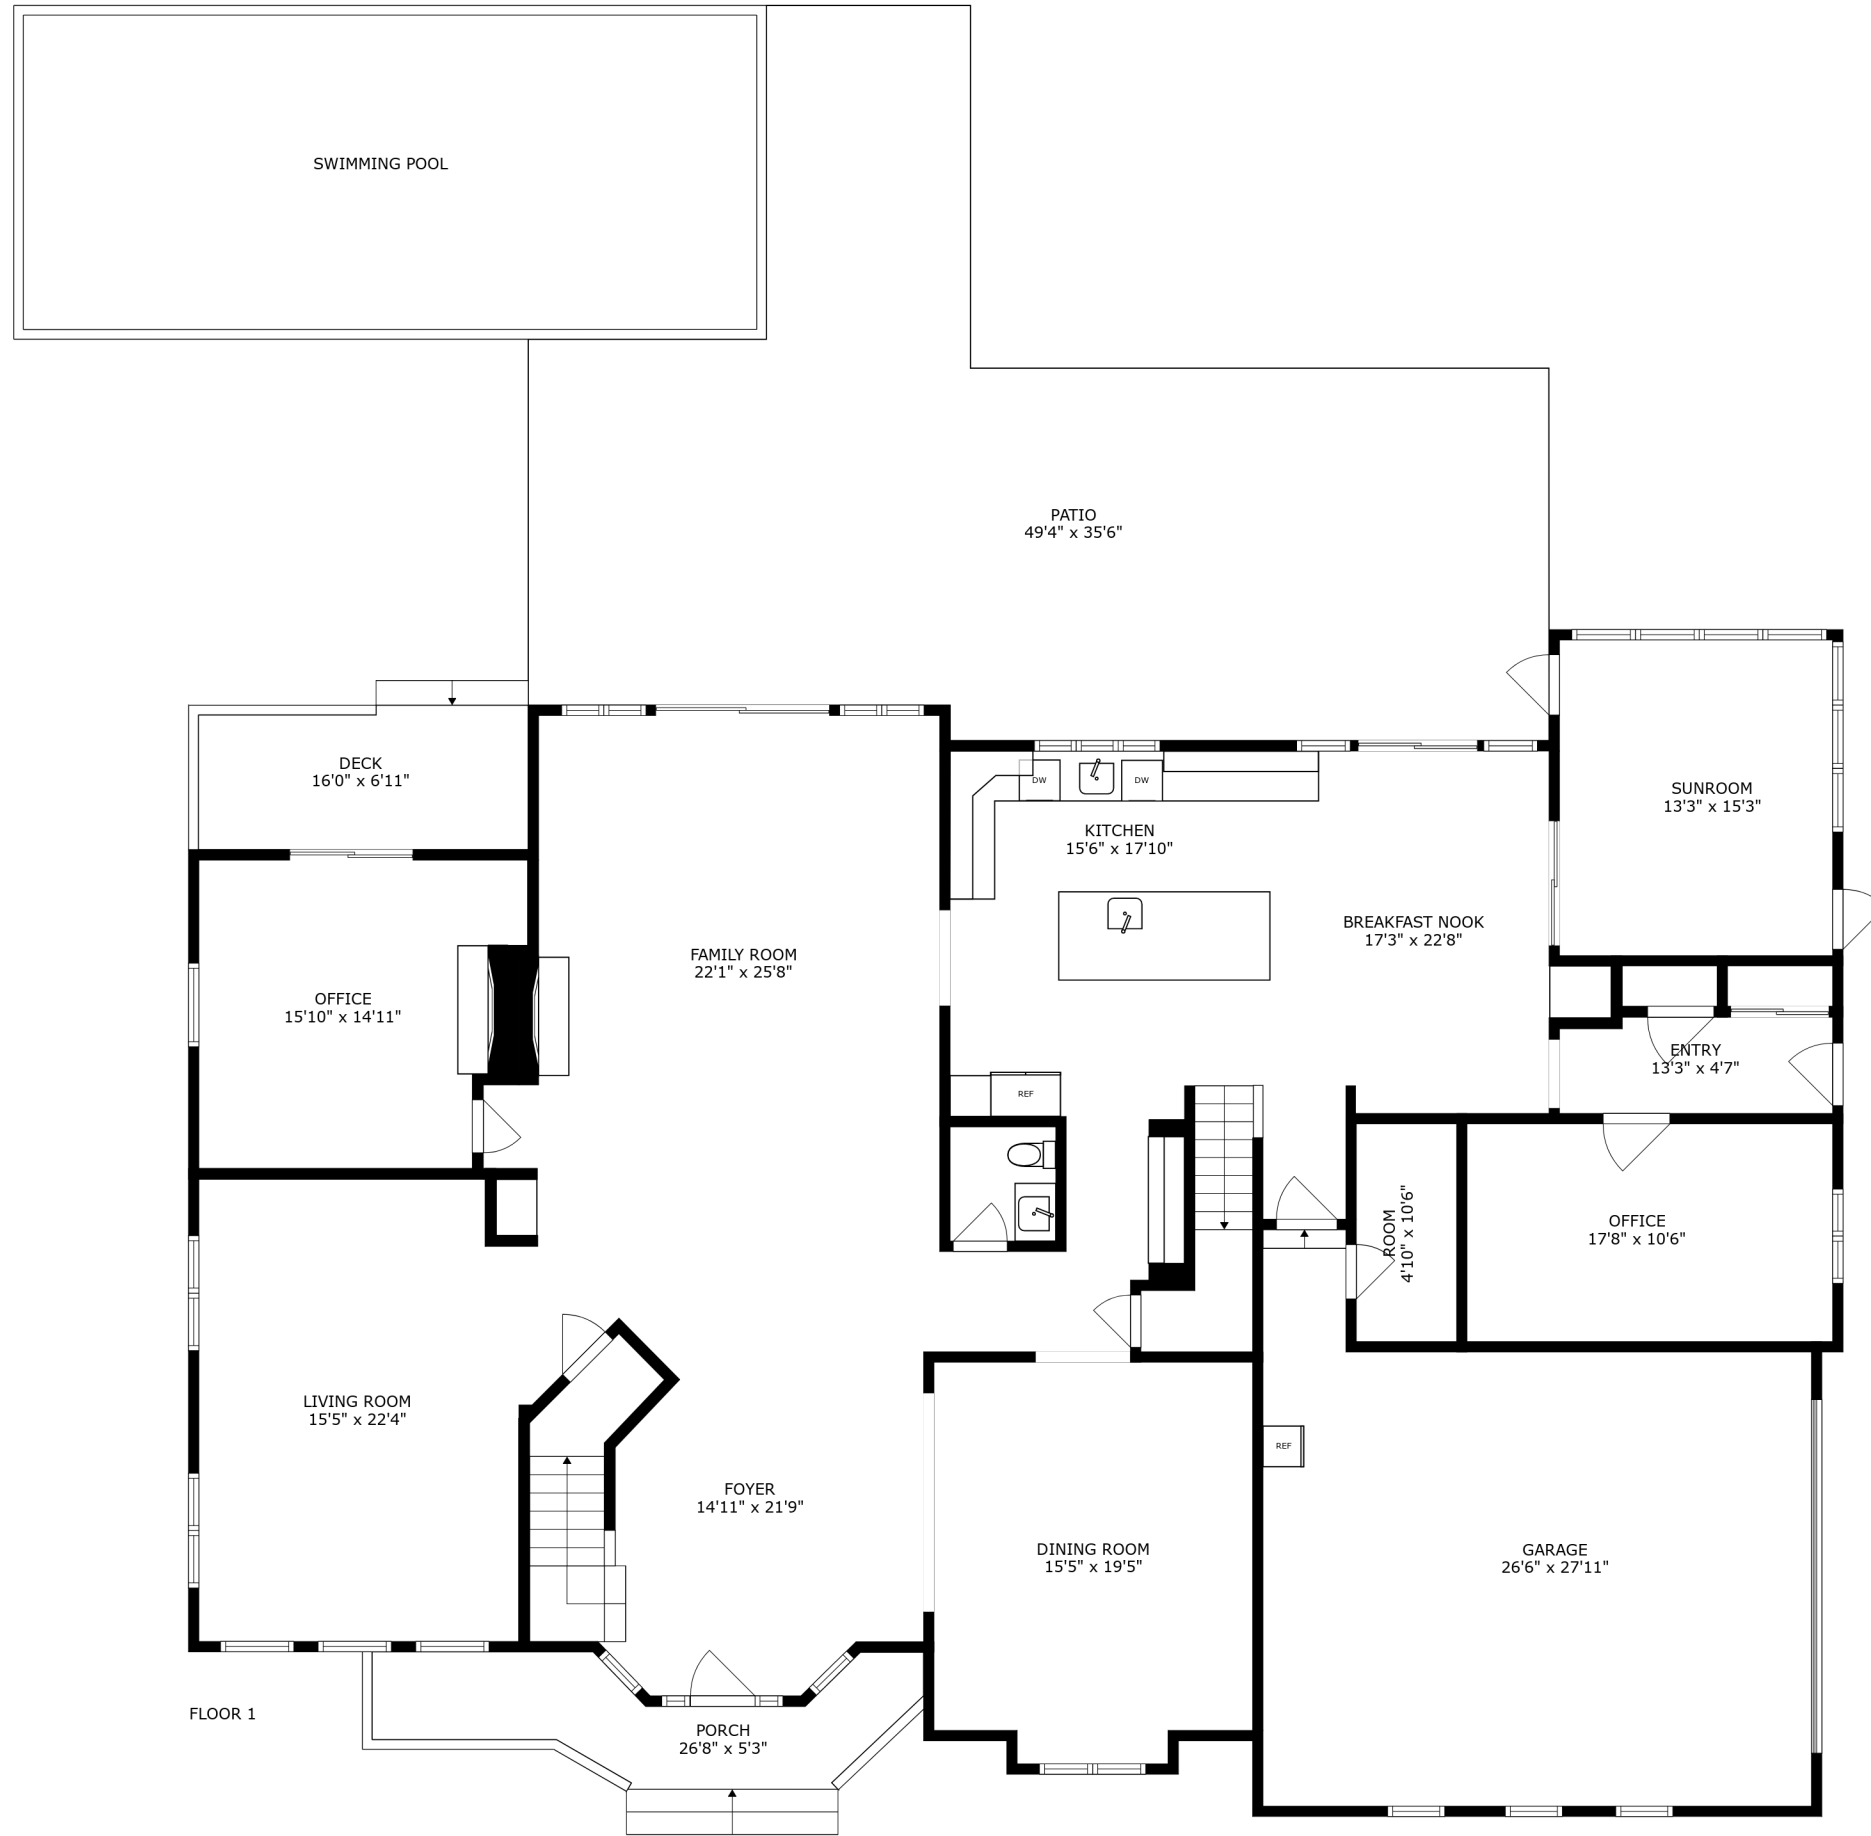 SWIMMING POOL
PATIO
49'4" x 35'6"
DECK
16'0" x 6'11"
SUNROOM
13'3" x 15'3"
DW
DW
KITCHEN
15'6" x 17'10"
BREAKFAST NOOK
17'3" x 22'8"
FAMILY ROOM
22'1" x 25'8"
OFFICE
15'10" x 14'11"
ENTRY
13'3" x 4'7"
REF
ROOM
4'10" x 10'6"
OFFICE
17'8" x 10'6"
LIVING ROOM
15'5" x 22'4"
REF
FOYER
14'11" x 21'9"
DINING ROOM
15'5" x 19'5"
GARAGE
26'6" x 27'11"
FLOOR 1
PORCH
26'8" x 5'3"